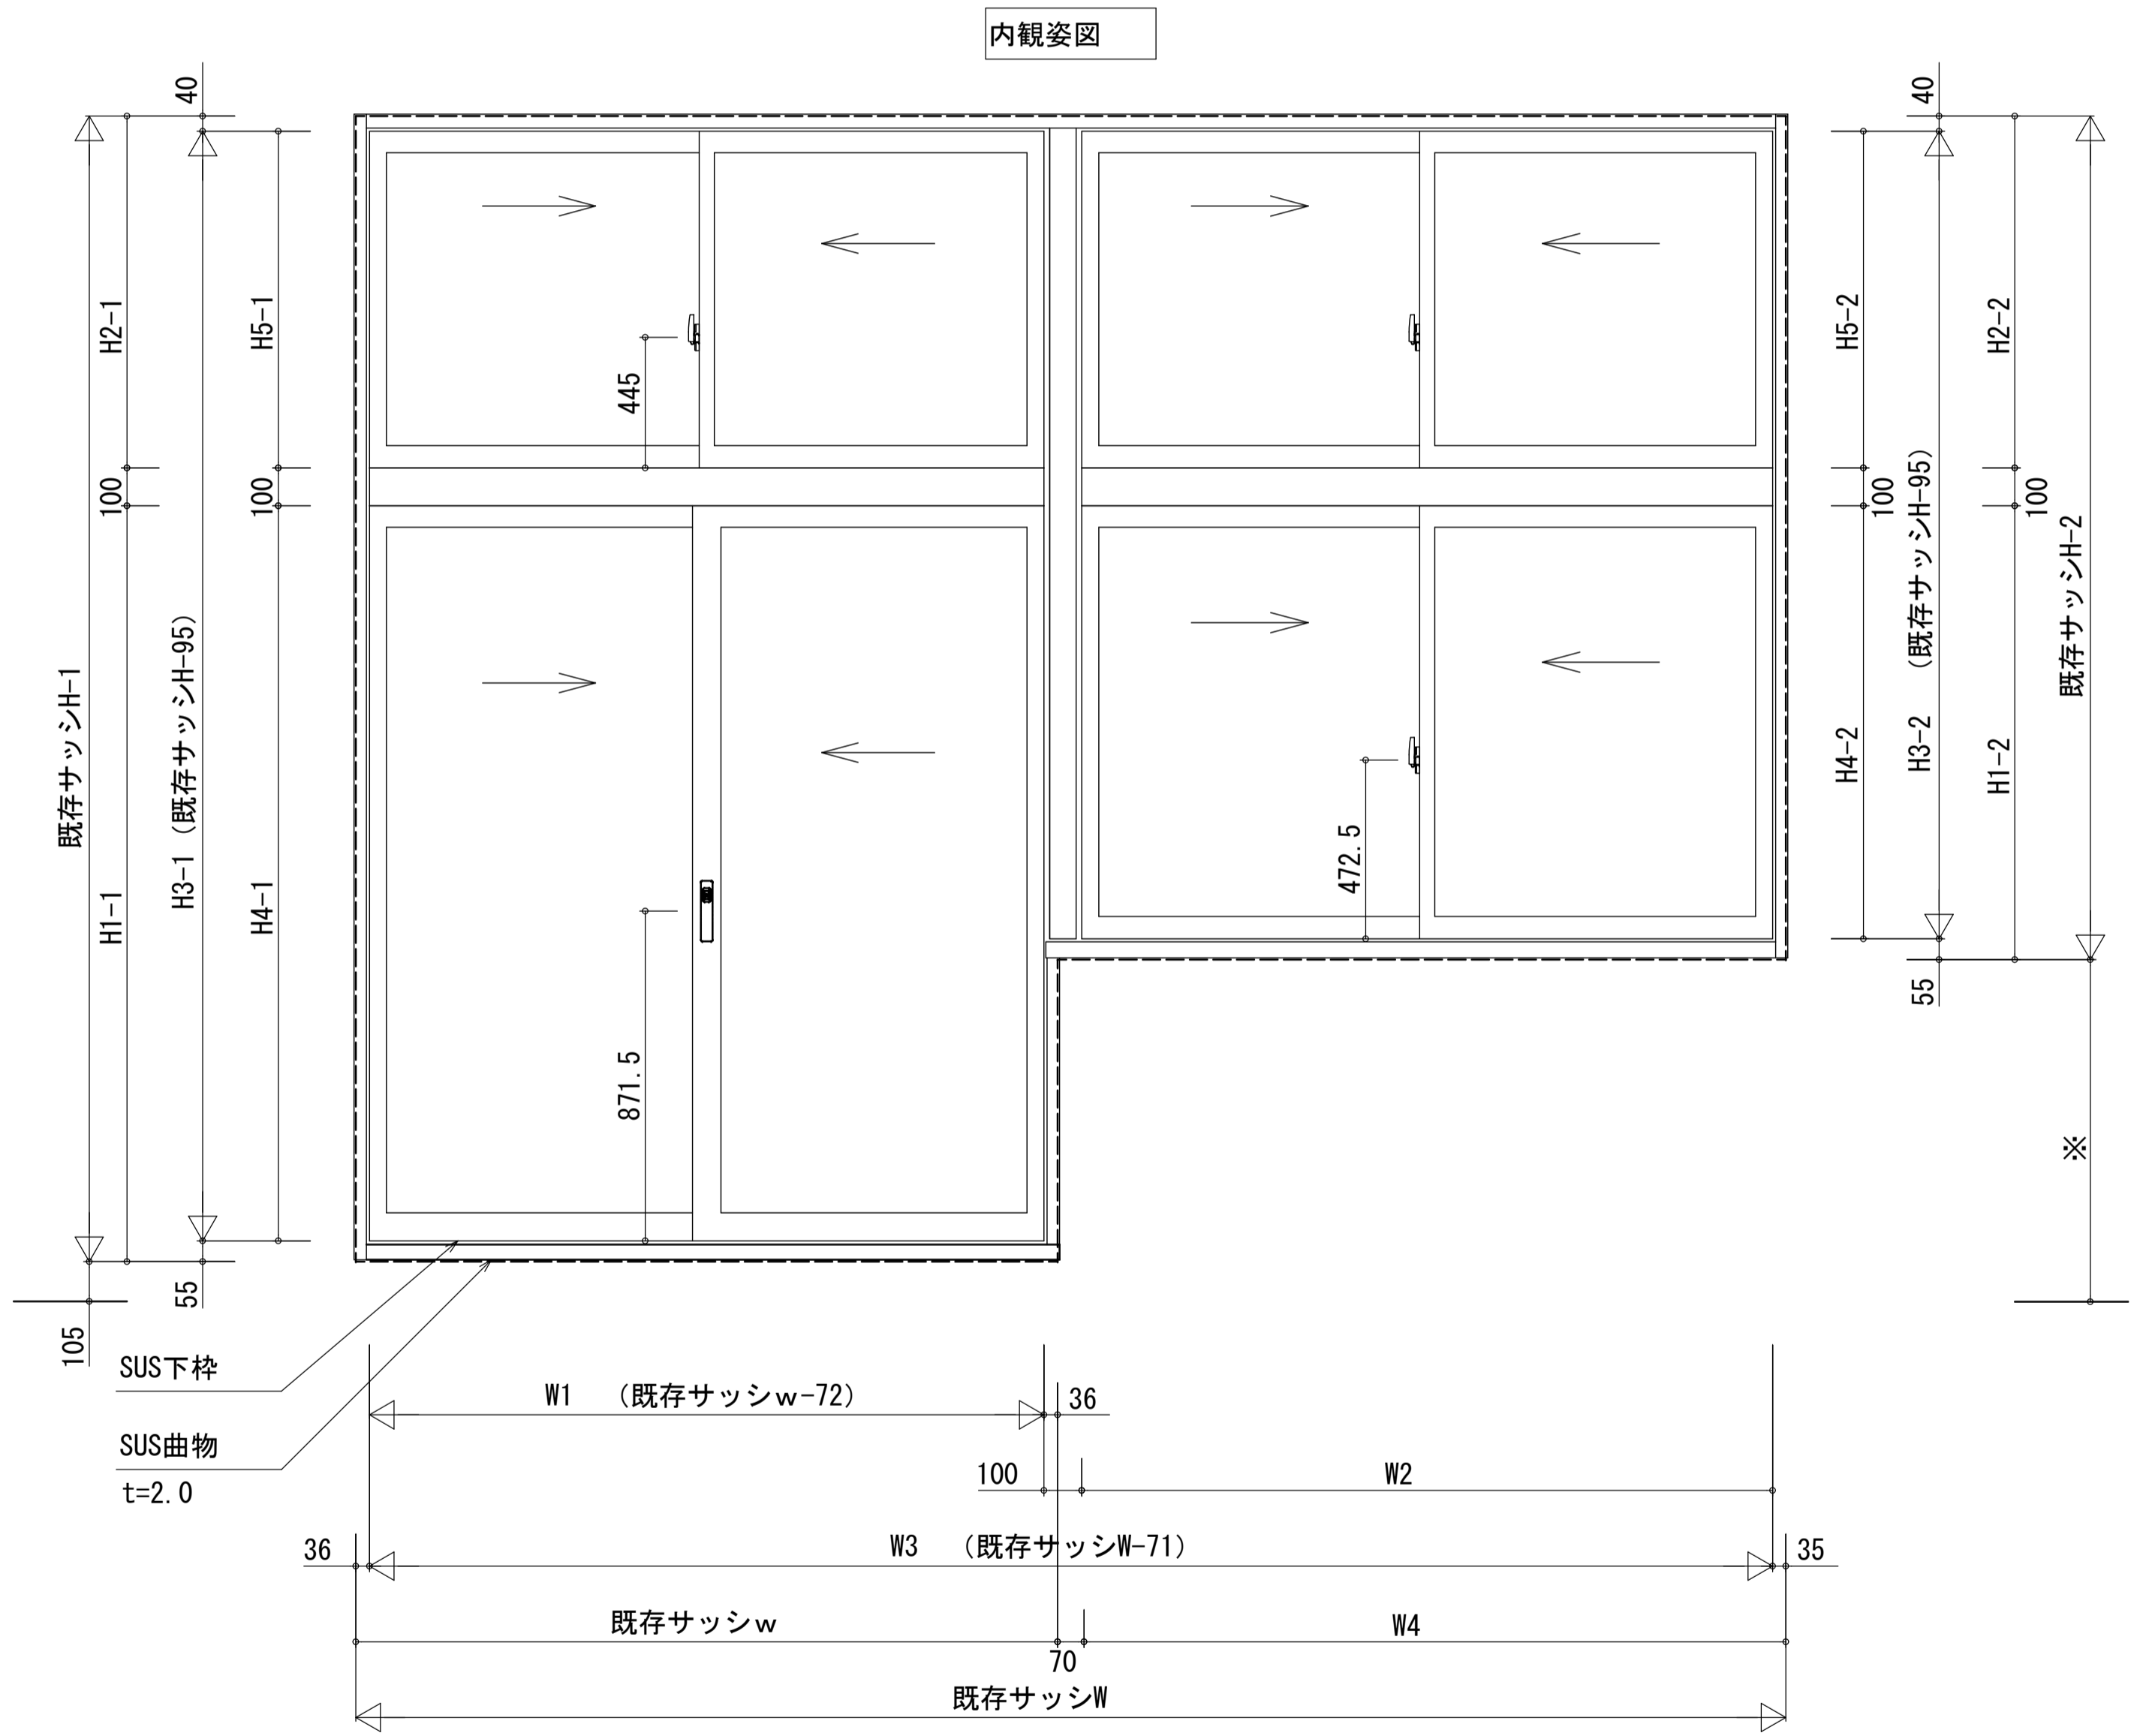 内観姿図
40
40
H2-1
H5-1
445
H5-2
H2-2
100
100
100
100
既存サッシH-1
H3-1（既存サッシH-95）
H3-2 （既存サッシH-95）
既存サッシH-2
H1-1
H4-1
871.5
472.5
H4-2
H1-2
55
※
55
105
SUS下枠
SUS曲物
t=2.0
W1 （既存サッシｗ-72）
36
100
W2
36
W3 （既存サッシW-71）
35
既存サッシｗ
70
W4
既存サッシW